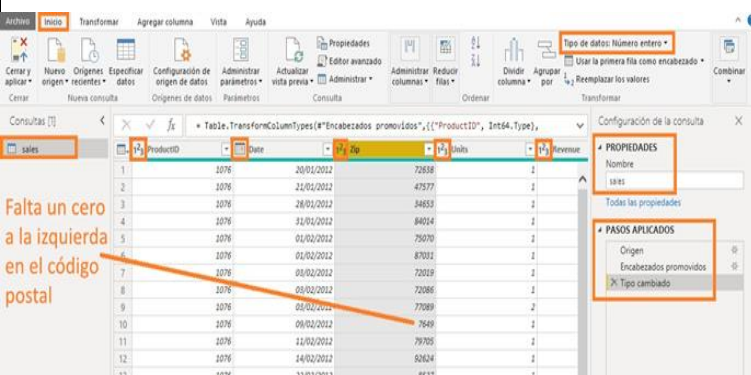 Archivo Inicio Transformar Agregar columna Vista Ayuda
Propiedades
Editor avanzado
Administrar
Tipo de datos: Número entero
Usar la primera fila como encabezado
Reemplazar los valores
Cerrar y aplicar Nuevo origen Orígenes recientes Especificar datos Configuración de origen de datos Administrar parámetros Actualizar vista previa Administrar columnas Reducir filas Dividir columna Agrupar por Combinar
Cerrar Nueva consulta Orígenes de datos Parámetros Consulta Ordenar Transformar
Consultas [1]
= Table.TransformColumnTypes(#"Encabezados promovidos",{{"ProductID", Int64.Type},
Configuración de la consulta
sales
ProductID Date Zip Units Revenue
1 1076 20/01/2012 72638 1
2 1076 21/01/2012 47577 1
3 1076 28/01/2012 34653 1
4 1076 31/01/2012 84014 1
5 1076 01/02/2012 75070 1
6 1076 01/02/2012 87031 1
7 1076 03/02/2012 72019 1
8 1076 03/02/2012 72086 1
9 1076 05/02/2012 77089 2
10 1076 09/02/2012 7649 1
11 1076 11/02/2012 79705 1
12 1076 14/02/2012 92624 1
13 1076
Falta un cero
a la izquierda
en el código
postal
PROPIEDADES
Nombre
sales
Todas las propiedades
PASOS APLICADOS
Origen
Encabezados promovidos
Tipo cambiado